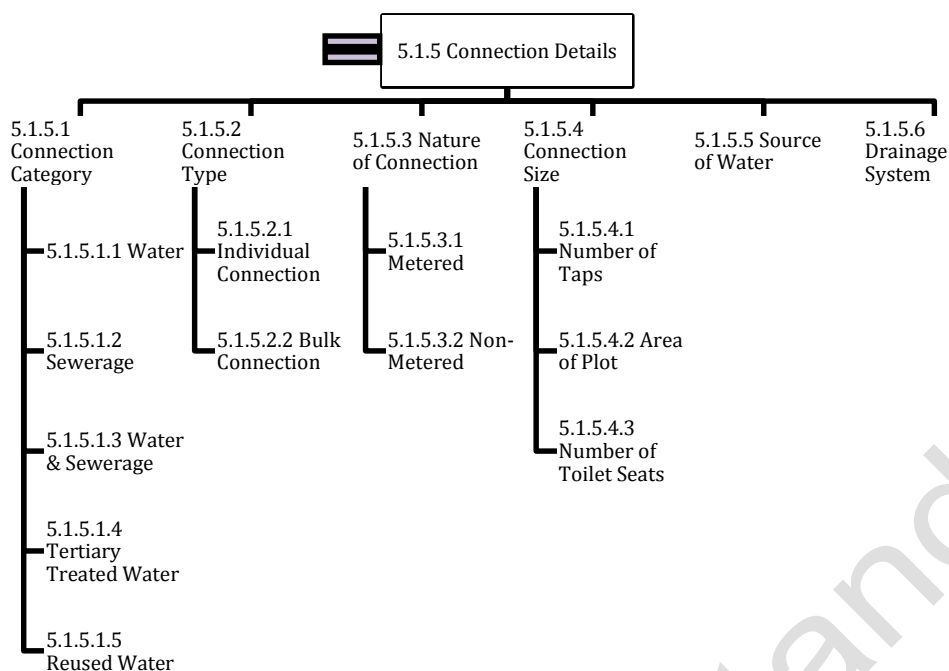 5.1.5 Connection Details
5.1.5.1
Connection
Category
5.1.5.1.1 Water
5.1.5.1.2
Sewerage
5.1.5.1.3 Water
& Sewerage
5.1.5.1.4
Tertiary
Treated Water
5.1.5.1.5
Reused Water
5.1.5.2
Connection
Type
5.1.5.2.1
Individual
Connection
5.1.5.2.2 Bulk
Connection
5.1.5.3 Nature
of Connection
5.1.5.3.1
Metered
5.1.5.3.2 Non-
Metered
5.1.5.4
Connection
Size
5.1.5.4.1
Number of
Taps
5.1.5.4.2 Area
of Plot
5.1.5.4.3
Number of
Toilet Seats
5.1.5.5 Source
of Water
5.1.5.6
Drainage
System